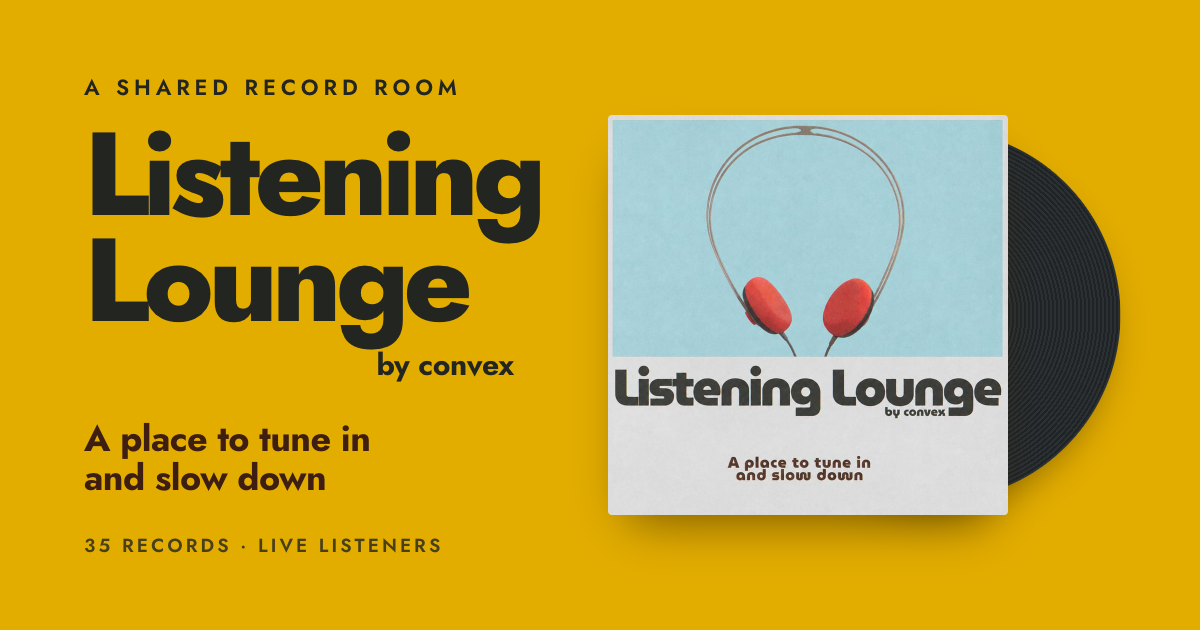 A SHARED RECORD ROOM
Listening
Lounge
by convex
A place to tune in
and slow down
35 RECORDS · LIVE LISTENERS
Listening Lounge
by convex
A place to tune in
and slow down